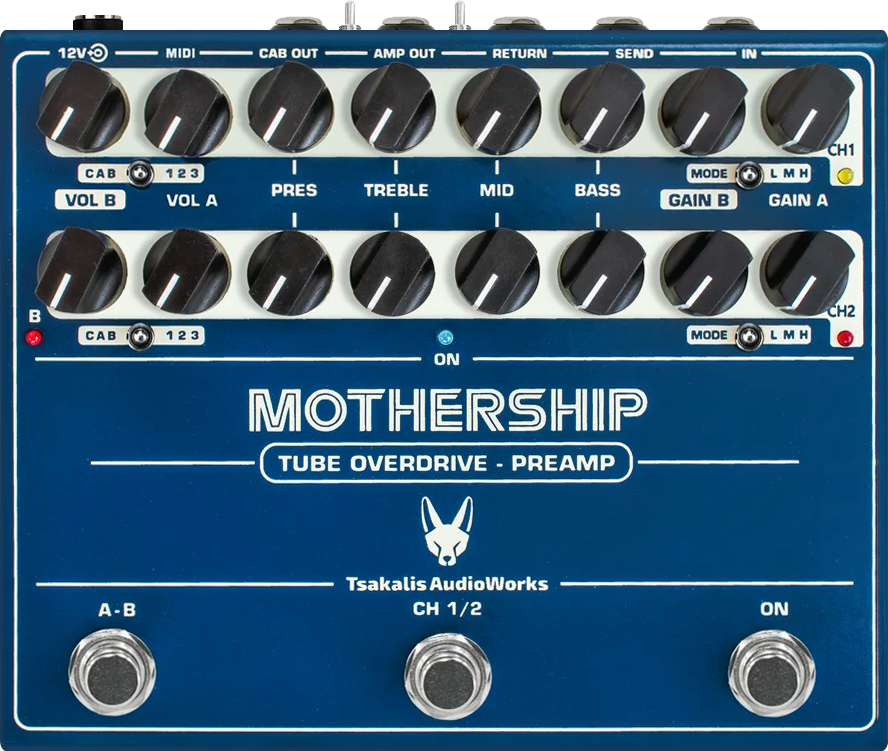 12V MIDI CAB OUT AMP OUT RETURN SEND IN
CH1
CAB 1 2 3 MODE L M H
VOL B VOL A PRES TREBLE MID BASS GAIN B GAIN A
CH2
B
CAB 1 2 3 MODE L M H
ON
MOTHERSHIP
TUBE OVERDRIVE - PREAMP
Tsakalis AudioWorks
A-B CH 1/2 ON